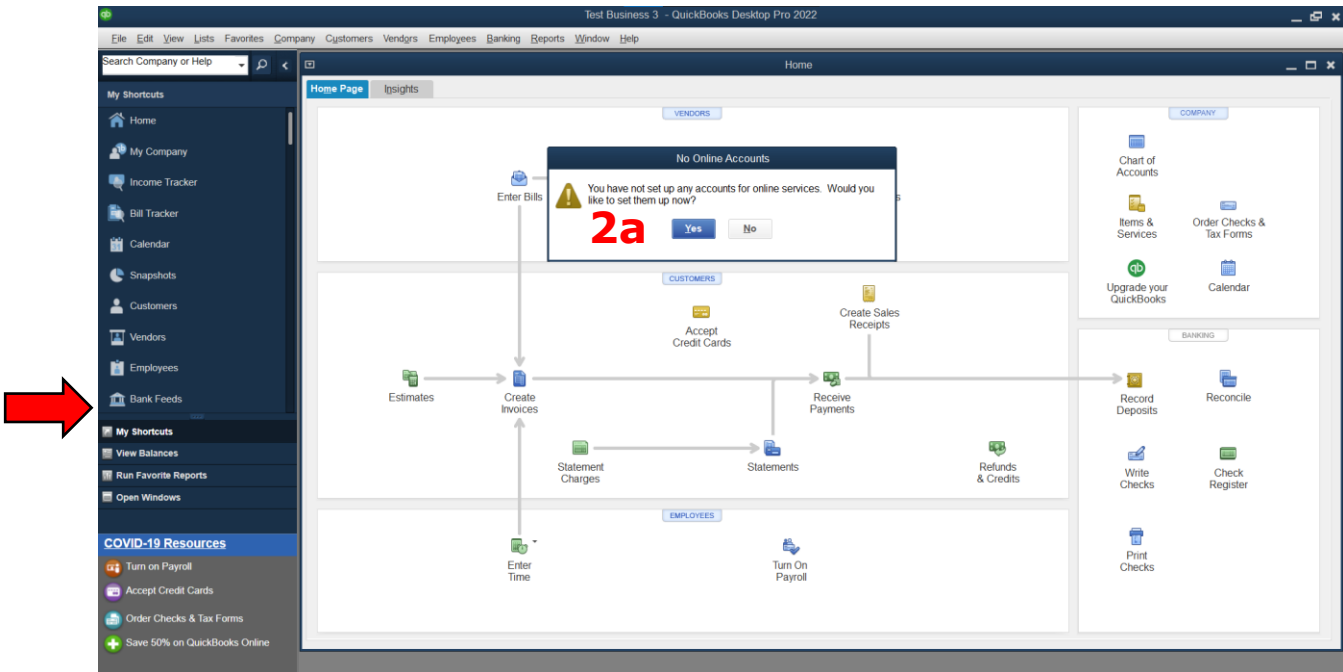 Test Business 3 - QuickBooks Desktop Pro 2022
File Edit View Lists Favorites Company Customers Vendors Employees Banking Reports Window Help
Search Company or Help
My Shortcuts
Home
My Company
Income Tracker
Bill Tracker
Calendar
Snapshots
Customers
Vendors
Employees
Bank Feeds
My Shortcuts
View Balances
Run Favorite Reports
Open Windows
COVID-19 Resources
Turn on Payroll
Accept Credit Cards
Order Checks & Tax Forms
Save 50% on QuickBooks Online
Home
Home Page Insights
VENDORS
Enter Bills
No Online Accounts
You have not set up any accounts for online services. Would you
like to set them up now?
2a
Yes No
CUSTOMERS
Accept
Credit Cards
Create Sales
Receipts
Estimates
Create
Invoices
Receive
Payments
Statement
Charges
Statements
Refunds
& Credits
EMPLOYEES
Enter
Time
Turn On
Payroll
COMPANY
Chart of
Accounts
Items &
Services
Order Checks &
Tax Forms
qb
Upgrade your
QuickBooks
Calendar
BANKING
Record
Deposits
Reconcile
Write
Checks
Check
Register
Print
Checks